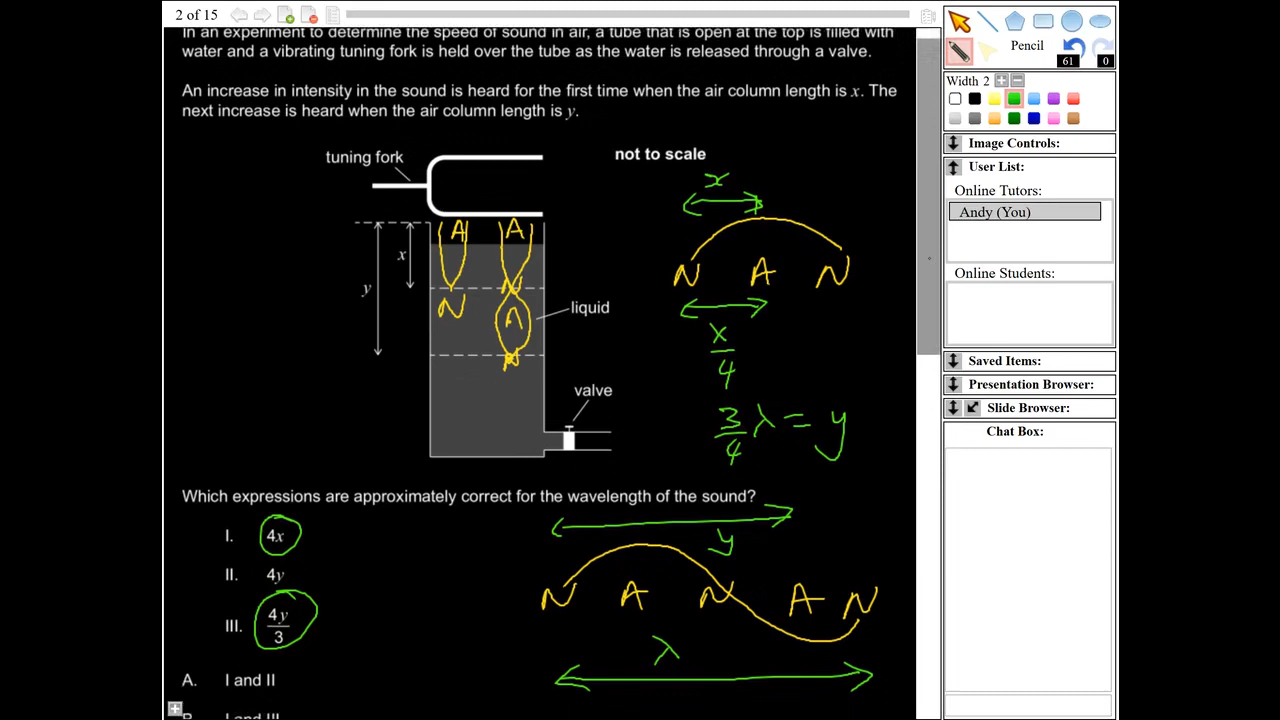 2 of 15
In an experiment to determine the speed of sound in air, a tube that is open at the top is filled with
water and a vibrating tuning fork is held over the tube as the water is released through a valve.
An increase in intensity in the sound is heard for the first time when the air column length is x. The
next increase is heard when the air column length is y.
tuning fork
not to scale
x
A A
x
y
N N
A
N
liquid
valve
N A N
x
4
3/4 λ = y
Which expressions are approximately correct for the wavelength of the sound?
I. 4x
II. 4y
III. 4y/3
y
N A N A N
λ
A. I and II
B. I and III
Pencil
61 0
Width 2
Image Controls:
User List:
Online Tutors:
Andy (You)
Online Students:
Saved Items:
Presentation Browser:
Slide Browser:
Chat Box: